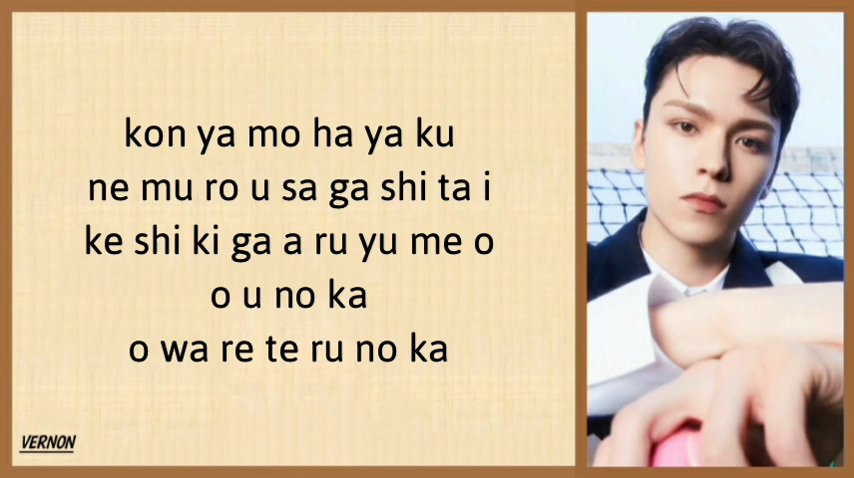 kon ya mo ha ya ku
ne mu ro u sa ga shi ta i
ke shi ki ga a ru yu me o
o u no ka
o wa re te ru no ka
VERNON